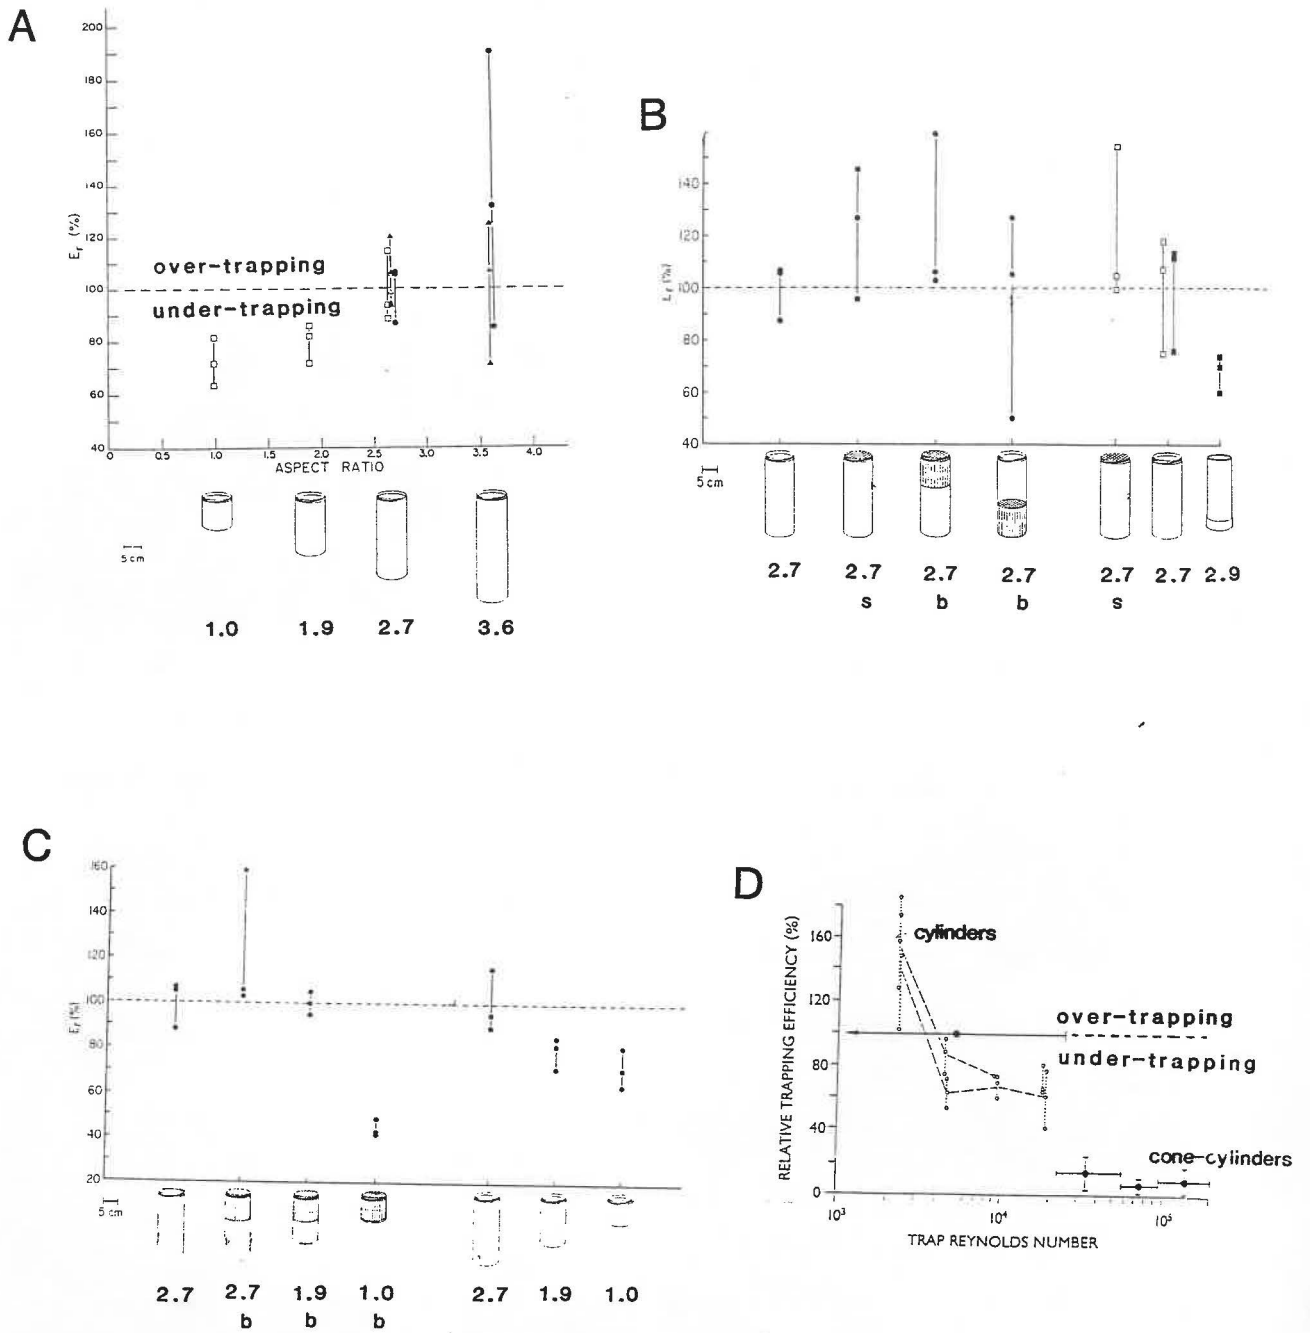 A
200
180
160
140
120
100
80
60
40
E_r (%)
over-trapping
under-trapping
0 0.5 1.0 1.5 2.0 2.5 3.0 3.5 4.0
ASPECT RATIO
5 cm
1.0 1.9 2.7 3.6
B
140
120
100
80
60
40
E_r (%)
5 cm
2.7 2.7 2.7 2.7 2.7 2.7 2.9
s b b s
C
160
140
120
100
80
60
40
20
E_r (%)
5 cm
2.7 2.7 1.9 1.0 2.7 1.9 1.0
b b b
D
160
120
80
40
0
RELATIVE TRAPPING EFFICIENCY (%)
cylinders
over-trapping
under-trapping
cone-cylinders
10³ 10⁴ 10⁵
TRAP REYNOLDS NUMBER